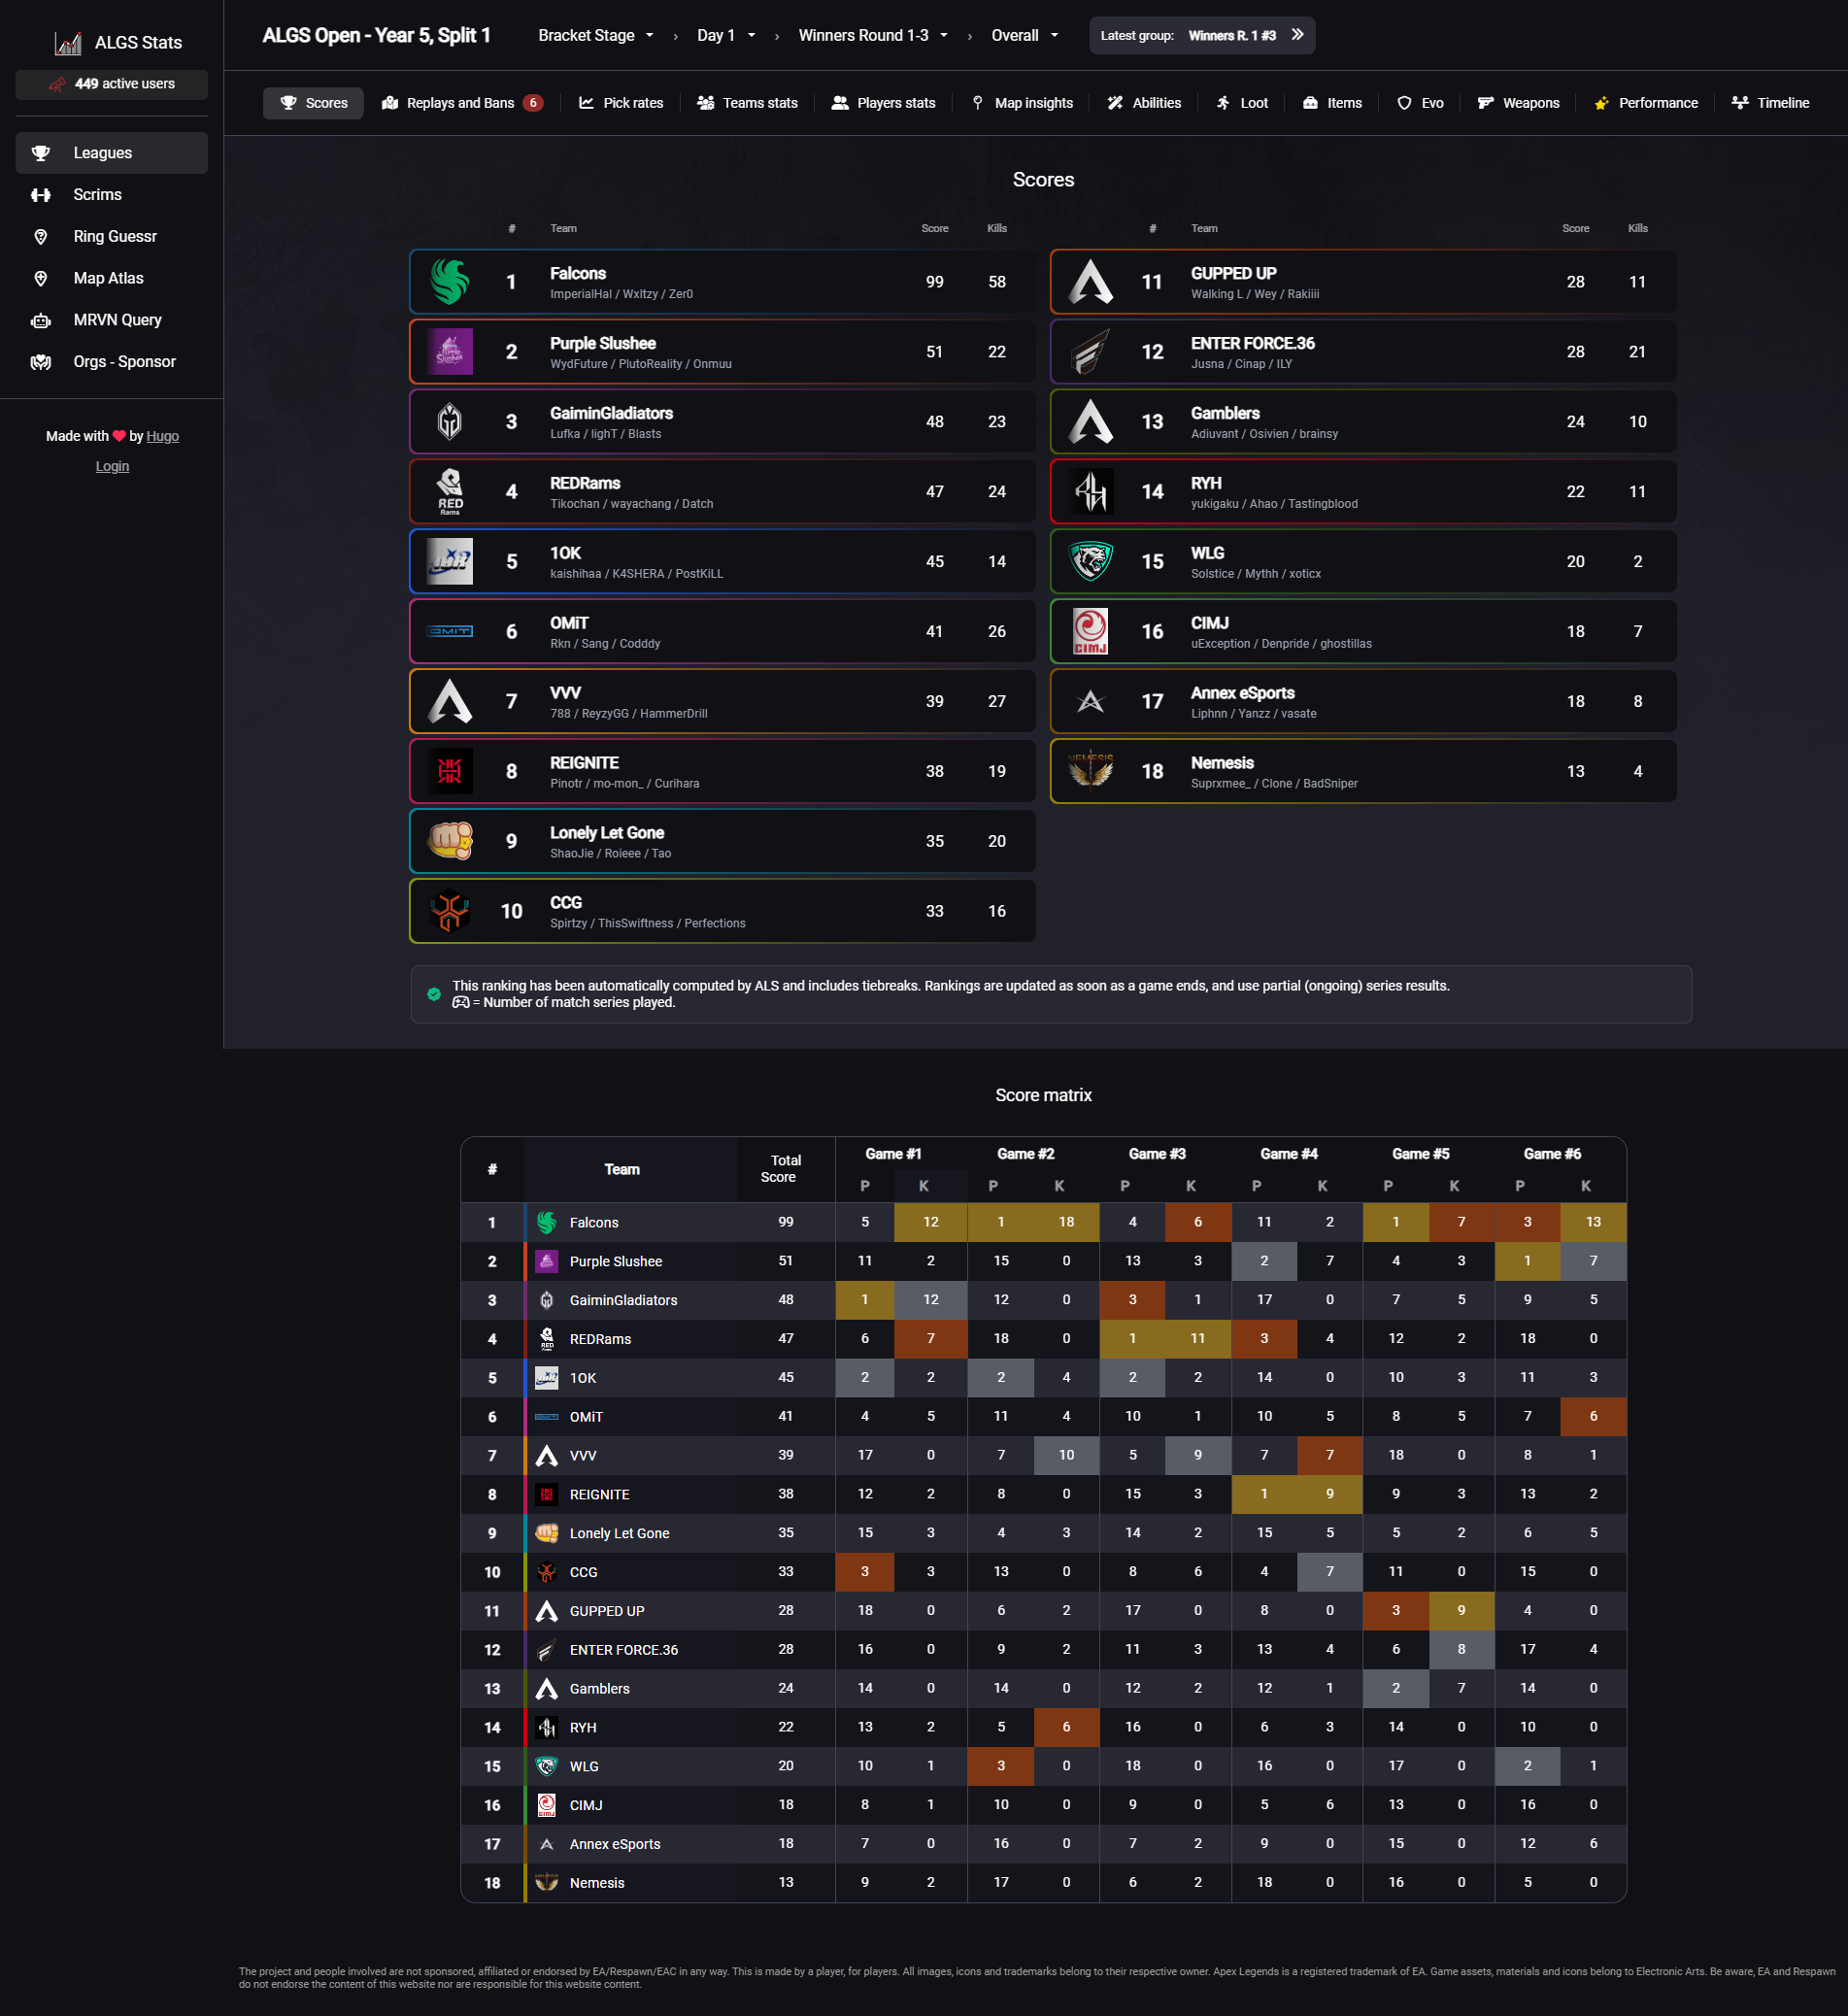 ALGS Stats
449 active users
Leagues
Scrims
Ring Guessr
Map Atlas
MRVN Query
Orgs - Sponsor
Made with ❤ by Hugo
Login
ALGS Open - Year 5, Split 1 Bracket Stage › Day 1 › Winners Round 1-3 › Overall Latest group: Winners R. 1 #3
Scores Replays and Bans 6 Pick rates Teams stats Players stats Map insights Abilities Loot Items Evo Weapons Performance Timeline
Scores
# Team Score Kills
1 Falcons 99 58
ImperialHal / Wxltzy / Zer0
2 Purple Slushee 51 22
WydFuture / PlutoReality / Onmuu
3 GaiminGladiators 48 23
Lufka / lighT / Blasts
RED
Rams
4 REDRams 47 24
Tikochan / wayachang / Datch
5 1OK 45 14
kaishihaa / K4SHERA / PostKiLL
OMiT
6 OMiT 41 26
Rkn / Sang / Codddy
7 VVV 39 27
788 / ReyzyGG / HammerDrill
8 REIGNITE 38 19
Pinotr / mo-mon_ / Curihara
9 Lonely Let Gone 35 20
ShaoJie / Roieee / Tao
10 CCG 33 16
Spirtzy / ThisSwiftness / Perfections
# Team Score Kills
11 GUPPED UP 28 11
Walking L / Wey / Rakiiii
12 ENTER FORCE.36 28 21
Jusna / Cinap / ILY
13 Gamblers 24 10
Adiuvant / Osivien / brainsy
14 RYH 22 11
yukigaku / Ahao / Tastingblood
15 WLG 20 2
Solstice / Mythh / xoticx
CIMJ
16 CIMJ 18 7
uException / Denpride / ghostillas
17 Annex eSports 18 8
Liphnn / Yanzz / vasate
NEMESIS
18 Nemesis 13 4
Suprxmee_ / Clone / BadSniper
This ranking has been automatically computed by ALS and includes tiebreaks. Rankings are updated as soon as a game ends, and use partial (ongoing) series results.
= Number of match series played.
Score matrix
# Team Total Score Game #1 Game #2 Game #3 Game #4 Game #5 Game #6
P K P K P K P K P K P K
1 Falcons 99 5 12 1 18 4 6 11 2 1 7 3 13
2 Purple Slushee 51 11 2 15 0 13 3 2 7 4 3 1 7
3 GaiminGladiators 48 1 12 12 0 3 1 17 0 7 5 9 5
4 REDRams 47 6 7 18 0 1 11 3 4 12 2 18 0
5 1OK 45 2 2 2 4 2 2 14 0 10 3 11 3
6 OMiT 41 4 5 11 4 10 1 10 5 8 5 7 6
7 VVV 39 17 0 7 10 5 9 7 7 18 0 8 1
8 REIGNITE 38 12 2 8 0 15 3 1 9 9 3 13 2
9 Lonely Let Gone 35 15 3 4 3 14 2 15 5 5 2 6 5
10 CCG 33 3 3 13 0 8 6 4 7 11 0 15 0
11 GUPPED UP 28 18 0 6 2 17 0 8 0 3 9 4 0
12 ENTER FORCE.36 28 16 0 9 2 11 3 13 4 6 8 17 4
13 Gamblers 24 14 0 14 0 12 2 12 1 2 7 14 0
14 RYH 22 13 2 5 6 16 0 6 3 14 0 10 0
15 WLG 20 10 1 3 0 18 0 16 0 17 0 2 1
16 CIMJ 18 8 1 10 0 9 0 5 6 13 0 16 0
17 Annex eSports 18 7 0 16 0 7 2 9 0 15 0 12 6
18 Nemesis 13 9 2 17 0 6 2 18 0 16 0 5 0
The project and people involved are not sponsored, affiliated or endorsed by EA/Respawn/EAC in any way. This is made by a player, for players. All images, icons and trademarks belong to their respective owner. Apex Legends is a registered trademark of EA. Game assets, materials and icons belong to Electronic Arts. Be aware, EA and Respawn
do not endorse the content of this website nor are responsible for this website content.